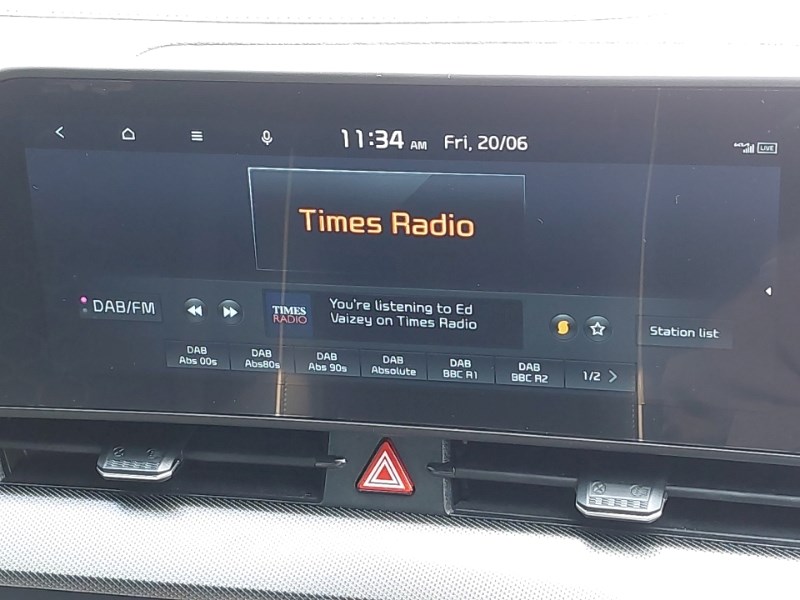 11:34 AM Fri, 20/06
LIVE
Times Radio
DAB/FM
TIMES
RADIO
You're listening to Ed
Vaizey on Times Radio
Station list
DAB
Abs 00s
DAB
Abs80s
DAB
Abs 90s
DAB
Absolute
DAB
BBC R1
DAB
BBC R2
1/2